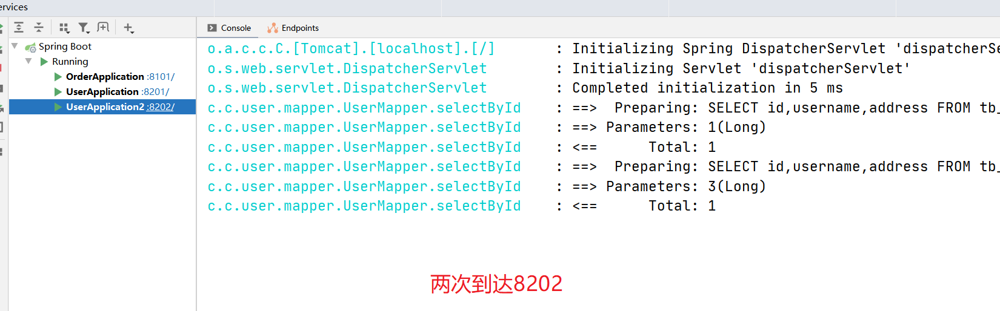 ervices
Console
Endpoints
Spring Boot
Running
OrderApplication :8101/
UserApplication :8201/
UserApplication2 :8202/
o.a.c.c.C.[Tomcat].[localhost].[/] : Initializing Spring DispatcherServlet 'dispatcherSe
o.s.web.servlet.DispatcherServlet : Initializing Servlet 'dispatcherServlet'
o.s.web.servlet.DispatcherServlet : Completed initialization in 5 ms
c.c.user.mapper.UserMapper.selectById : ==>  Preparing: SELECT id,username,address FROM tb_
c.c.user.mapper.UserMapper.selectById : ==> Parameters: 1(Long)
c.c.user.mapper.UserMapper.selectById : <==      Total: 1
c.c.user.mapper.UserMapper.selectById : ==>  Preparing: SELECT id,username,address FROM tb_
c.c.user.mapper.UserMapper.selectById : ==> Parameters: 3(Long)
c.c.user.mapper.UserMapper.selectById : <==      Total: 1
两次到达8202